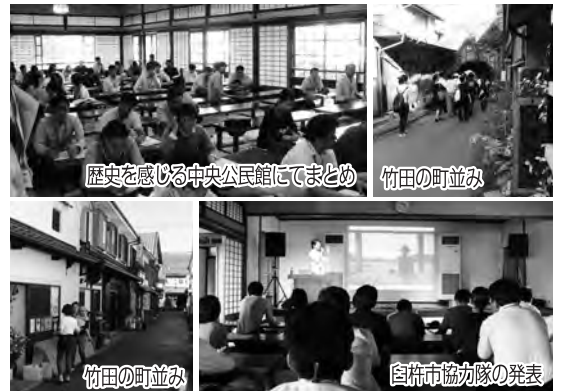 歴史を感じる中央公民館にてまとめ
竹田の町並み
竹田の町並み
臼杵市協力隊の発表